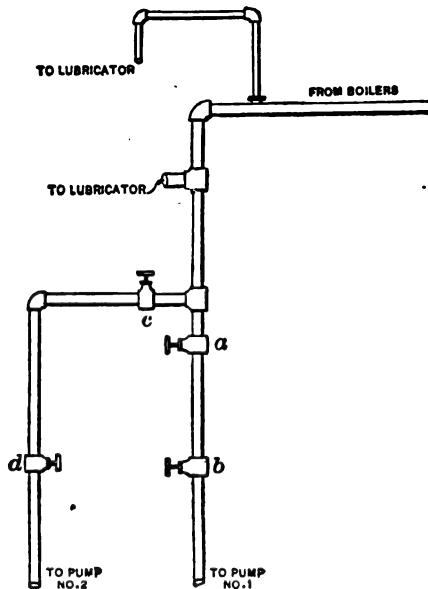 TO LUBRICATOR
FROM BOILERS
TO LUBRICATOR
c
a
d
b
TO PUMP
NO.2
TO PUMP
NO.1